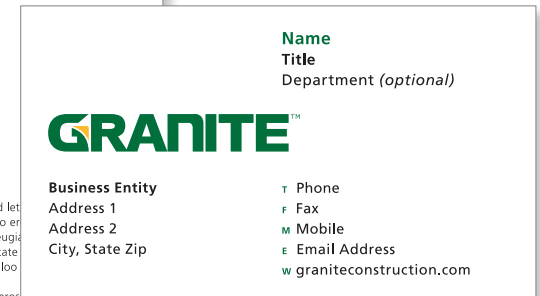 Name
Title
Department (optional)
GRANITE™
Business Entity
Address 1
Address 2
City, State Zip
T Phone
F Fax
M Mobile
E Email Address
W graniteconstruction.com